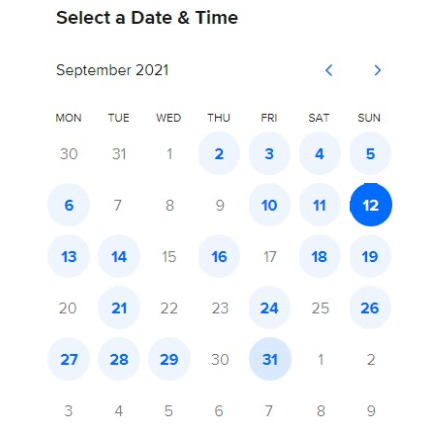 Select a Date & Time
September 2021
MON TUE WED THU FRI SAT SUN
30 31 1 2 3 4 5
6 7 8 9 10 11 12
13 14 15 16 17 18 19
20 21 22 23 24 25 26
27 28 29 30 31 1 2
3 4 5 6 7 8 9